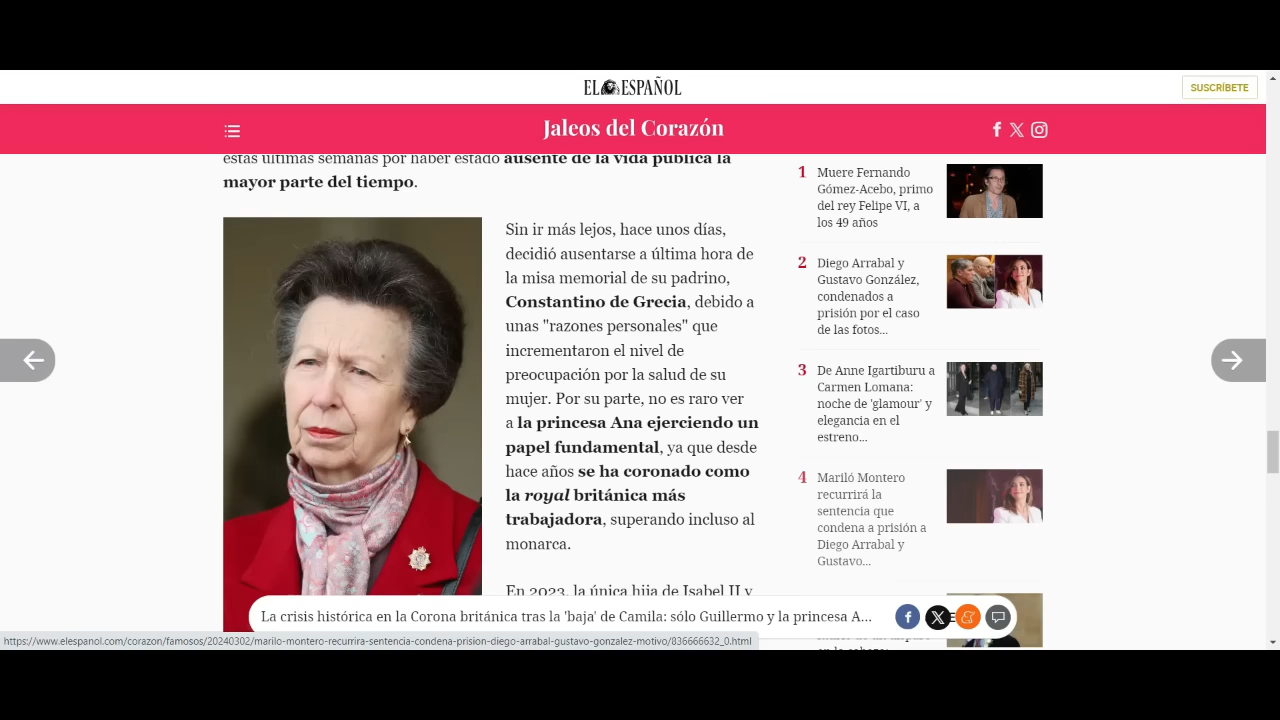 EL ESPAÑOL
SUSCRÍBETE
Jaleos del Corazón
estas últimas semanas por haber estado ausente de la vida pública la
mayor parte del tiempo.
Sin ir más lejos, hace unos días,
decidió ausentarse a última hora de
la misa memorial de su padrino,
Constantino de Grecia, debido a
unas "razones personales" que
incrementaron el nivel de
preocupación por la salud de su
mujer. Por su parte, no es raro ver
a la princesa Ana ejerciendo un
papel fundamental, ya que desde
hace años se ha coronado como
la royal británica más
trabajadora, superando incluso al
monarca.
En 2023, la única hija de Isabel II y
1 Muere Fernando
Gómez-Acebo, primo
del rey Felipe VI, a
los 49 años
2 Diego Arrabal y
Gustavo González,
condenados a
prisión por el caso
de las fotos...
3 De Anne Igartiburu a
Carmen Lomana:
noche de 'glamour' y
elegancia en el
estreno...
4 Mariló Montero
recurrirá la
sentencia que
condena a prisión a
Diego Arrabal y
Gustavo...
La crisis histórica en la Corona británica tras la 'baja' de Camila: sólo Guillermo y la princesa A...
https://www.elespanol.com/corazon/famosos/20240302/marilo-montero-recurrira-sentencia-condena-prision-diego-arrabal-gustavo-gonzalez-motivo/836666632_0.html